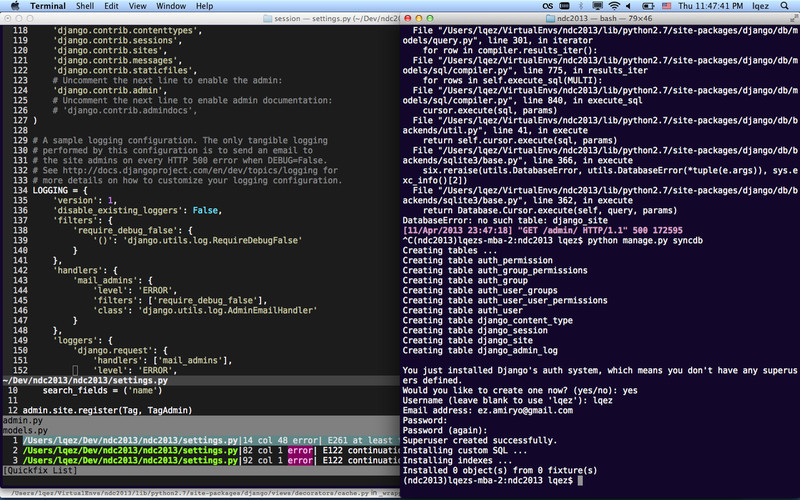 Terminal Shell Edit View Window Help
Thu 11:47:41 PM lqez
session — settings.py (~/Dev/ndc2013/ndc
ndc2013 — bash — 79×46
118 'django.contrib.contenttypes',
119 'django.contrib.sessions',
120 'django.contrib.sites',
121 'django.contrib.messages',
122 'django.contrib.staticfiles',
123 # Uncomment the next line to enable the admin:
124 'django.contrib.admin',
125 # Uncomment the next line to enable admin documentation:
126 # 'django.contrib.admindocs',
127 )
128
129 # A sample logging configuration. The only tangible logging
130 # performed by this configuration is to send an email to
131 # the site admins on every HTTP 500 error when DEBUG=False.
132 # See http://docs.djangoproject.com/en/dev/topics/logging for
133 # more details on how to customize your logging configuration.
134 LOGGING = {
135 'version': 1,
136 'disable_existing_loggers': False,
137 'filters': {
138 'require_debug_false': {
139 '()': 'django.utils.log.RequireDebugFalse'
140 }
141 },
142 'handlers': {
143 'mail_admins': {
144 'level': 'ERROR',
145 'filters': ['require_debug_false'],
146 'class': 'django.utils.log.AdminEmailHandler'
147 }
148 },
149 'loggers': {
150 'django.request': {
151 'handlers': ['mail_admins'],
152 'level': 'ERROR',
~/Dev/ndc2013/ndc2013/settings.py
10 search_fields = ('name')
11
12 admin.site.register(Tag, TagAdmin)
admin.py
models.py
1 /Users/lqez/Dev/ndc2013/ndc2013/settings.py|14 col 48 error| E261 at least
2 /Users/lqez/Dev/ndc2013/ndc2013/settings.py|82 col 1 error| E122 continuation
3 /Users/lqez/Dev/ndc2013/ndc2013/settings.py|92 col 1 error| E122 continuation
[Quickfix List]
/Users/lqez/VirtualEnvs/ndc2013/lib/python2.7/site-packages/django/views/decorators/cache.py in _wrapp
File "/Users/lqez/VirtualEnvs/ndc2013/lib/python2.7/site-packages/django/db/m
odels/query.py", line 301, in iterator
for row in compiler.results_iter():
File "/Users/lqez/VirtualEnvs/ndc2013/lib/python2.7/site-packages/django/db/m
odels/sql/compiler.py", line 775, in results_iter
for rows in self.execute_sql(MULTI):
File "/Users/lqez/VirtualEnvs/ndc2013/lib/python2.7/site-packages/django/db/m
odels/sql/compiler.py", line 840, in execute_sql
cursor.execute(sql, params)
File "/Users/lqez/VirtualEnvs/ndc2013/lib/python2.7/site-packages/django/db/b
ackends/util.py", line 41, in execute
return self.cursor.execute(sql, params)
File "/Users/lqez/VirtualEnvs/ndc2013/lib/python2.7/site-packages/django/db/b
ackends/sqlite3/base.py", line 366, in execute
six.reraise(utils.DatabaseError, utils.DatabaseError(*tuple(e.args)), sys.e
xc_info()[2])
File "/Users/lqez/VirtualEnvs/ndc2013/lib/python2.7/site-packages/django/db/b
ackends/sqlite3/base.py", line 362, in execute
return Database.Cursor.execute(self, query, params)
DatabaseError: no such table: django_site
[11/Apr/2013 23:47:18] "GET /admin/ HTTP/1.1" 500 172595
^C(ndc2013)lqezs-mba-2:ndc2013 lqez$ python manage.py syncdb
Creating tables ...
Creating table auth_permission
Creating table auth_group_permissions
Creating table auth_group
Creating table auth_user_groups
Creating table auth_user_user_permissions
Creating table auth_user
Creating table django_content_type
Creating table django_session
Creating table django_site
Creating table django_admin_log

You just installed Django's auth system, which means you don't have any superus
ers defined.
Would you like to create one now? (yes/no): yes
Username (leave blank to use 'lqez'): lqez
Email address: ez.amiryo@gmail.com
Password:
Password (again):
Superuser created successfully.
Installing custom SQL ...
Installing indexes ...
Installed 0 object(s) from 0 fixture(s)
(ndc2013)lqezs-mba-2:ndc2013 lqez$